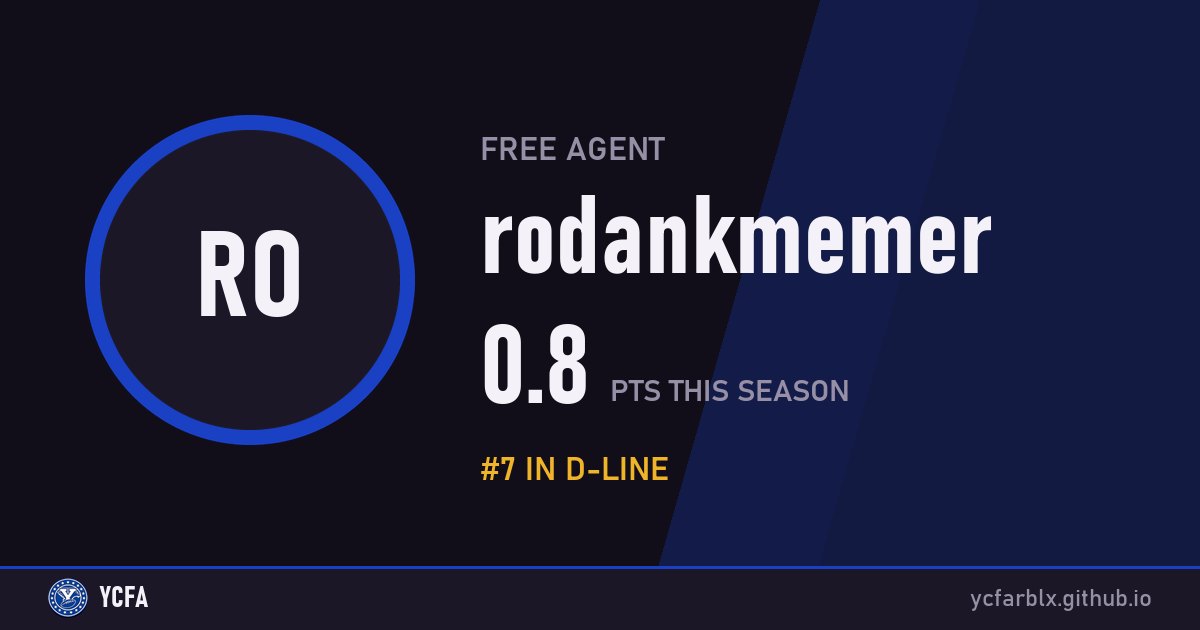 RO
FREE AGENT
rodankmemer
0.8 PTS THIS SEASON
#7 IN D-LINE
YCFA
ycfarblx.github.io